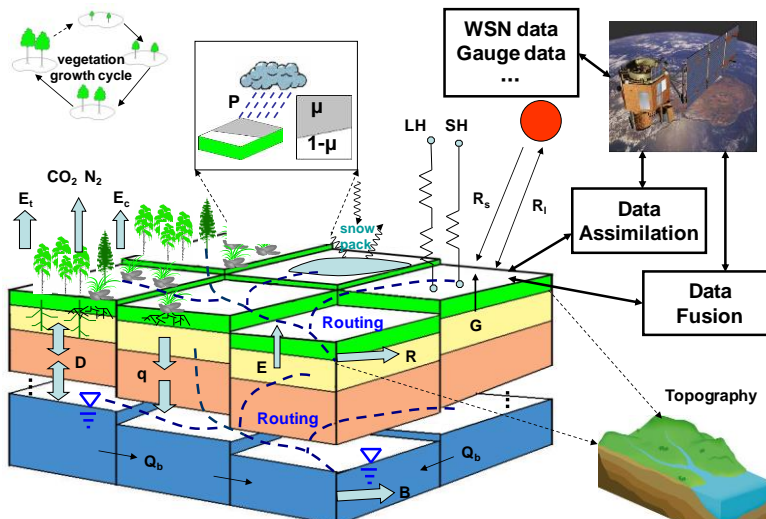 WSN data
Gauge data
...
vegetation
growth cycle
P
μ
1-μ
LH
SH
Rs
Rl
CO2 N2
Et
Ec
snow
pack
Data
Assimilation
Data
Fusion
Routing
G
R
D
q
E
Routing
Topography
Qb
Qb
B